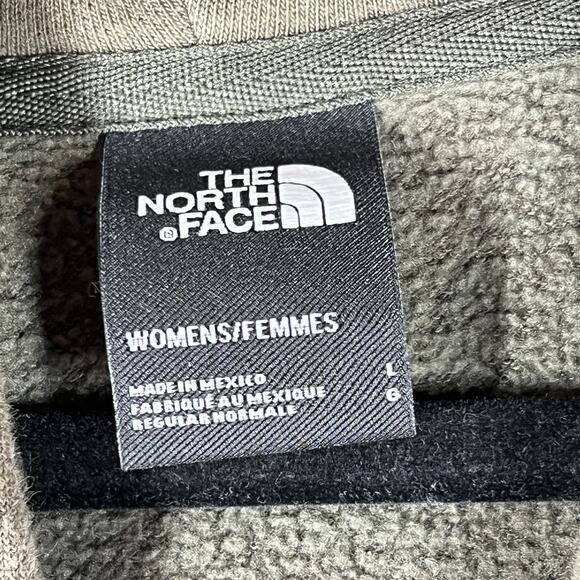 THE
NORTH
® FACE
WOMENS/FEMMES
MADE IN MEXICO
FABRIQUÉ AU MEXIQUE
REGULAR NORMALE
L
G